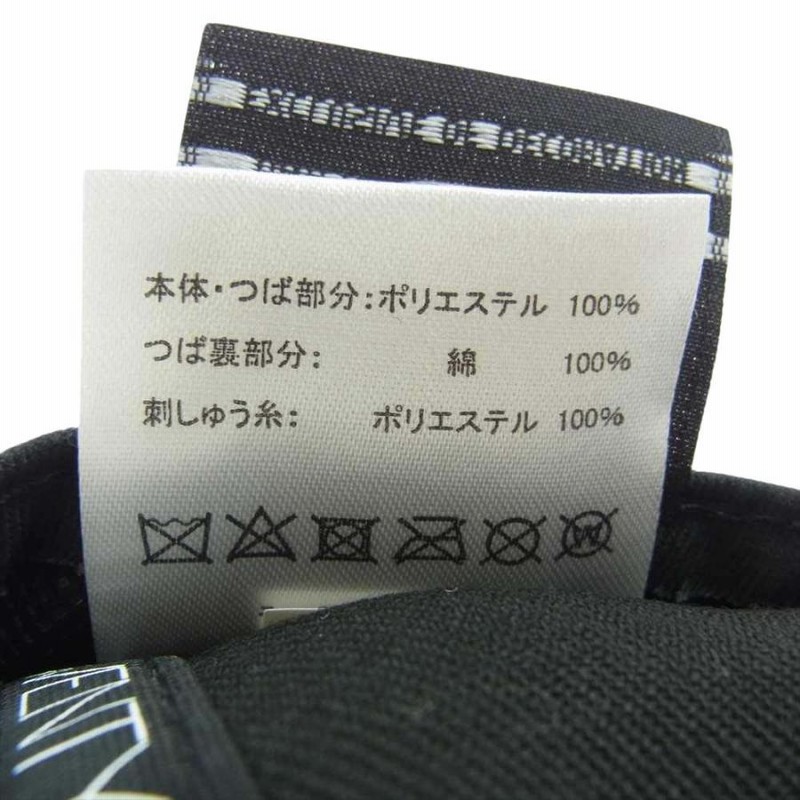 本体・つば部分：ポリエステル 100%
つば裏部分： 綿 100%
刺しゅう糸： ポリエステル 100%
W
ENTY